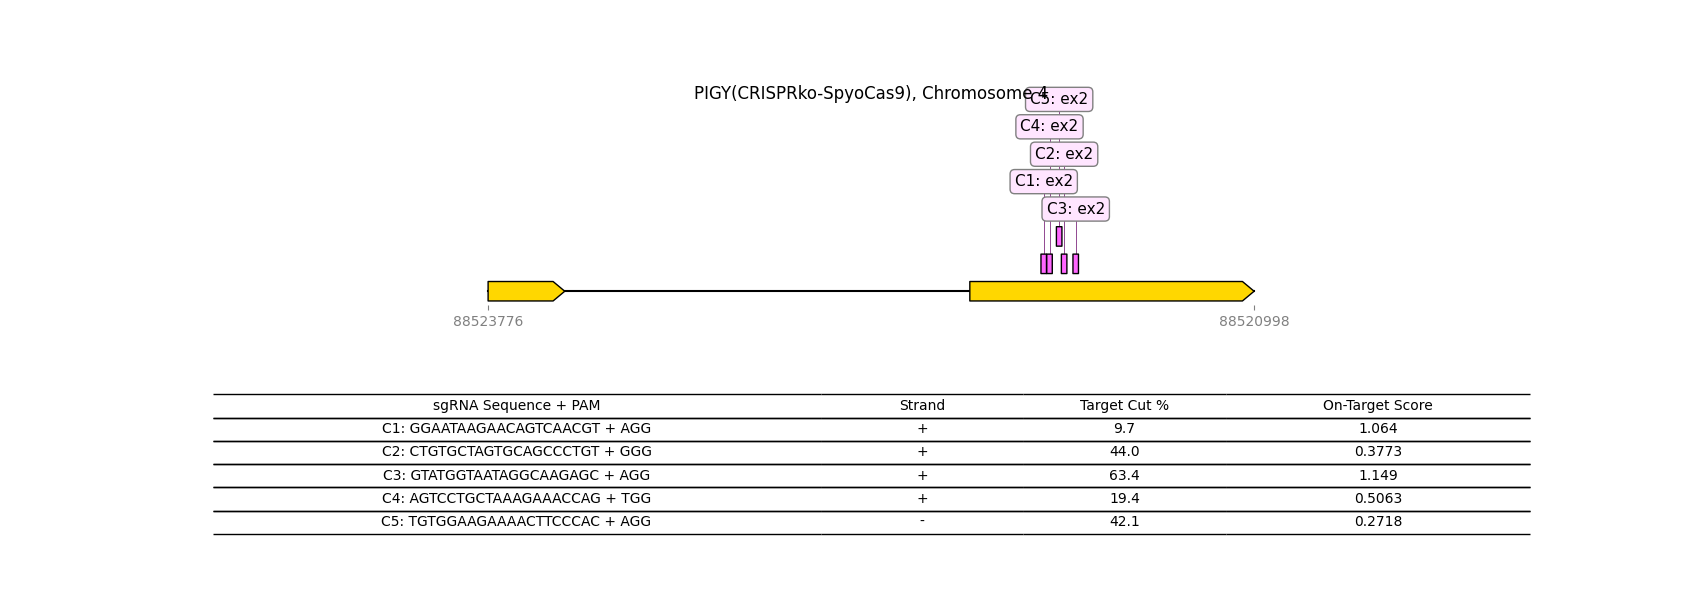 PIGY(CRISPRko-SpyoCas9), Chromosome 4
C5: ex2
C4: ex2
C2: ex2
C1: ex2
C3: ex2
88523776 88520998
sgRNA Sequence + PAM Strand Target Cut % On-Target Score
C1: GGAATAAGAACAGTCAACGT + AGG + 9.7 1.064
C2: CTGTGCTAGTGCAGCCCTGT + GGG + 44.0 0.3773
C3: GTATGGTAATAGGCAAGAGC + AGG + 63.4 1.149
C4: AGTCCTGCTAAAGAAACCAG + TGG + 19.4 0.5063
C5: TGTGGAAGAAAACTTCCCAC + AGG - 42.1 0.2718